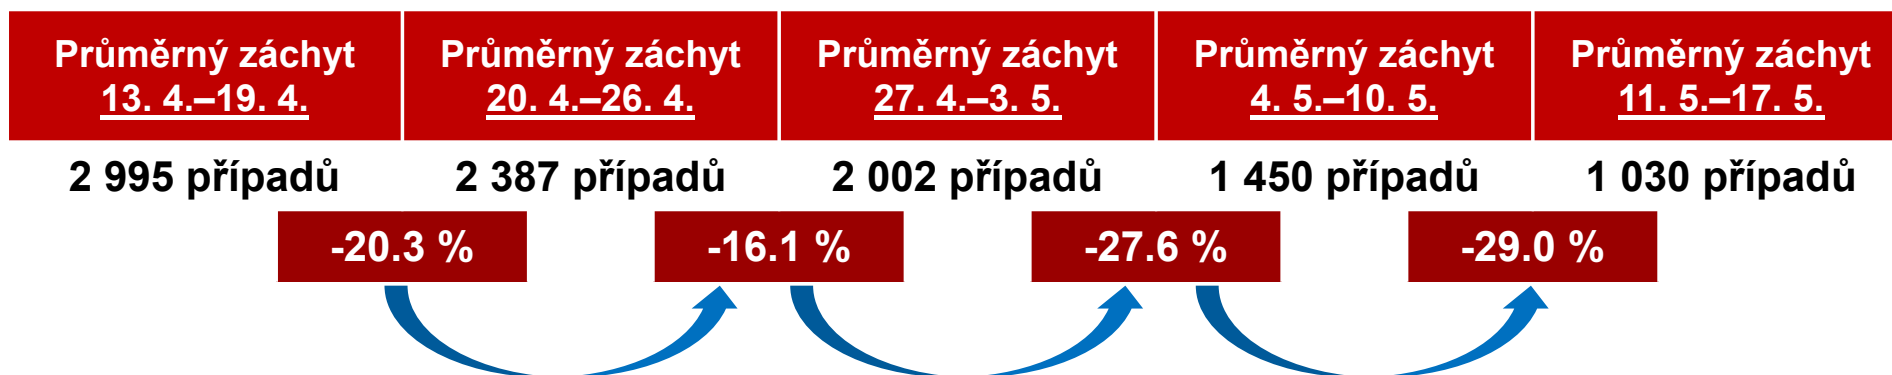 Průměrný záchyt
13. 4.–19. 4.
Průměrný záchyt
20. 4.–26. 4.
Průměrný záchyt
27. 4.–3. 5.
Průměrný záchyt
4. 5.–10. 5.
Průměrný záchyt
11. 5.–17. 5.
2 995 případů
2 387 případů
2 002 případů
1 450 případů
1 030 případů
-20.3 %
-16.1 %
-27.6 %
-29.0 %